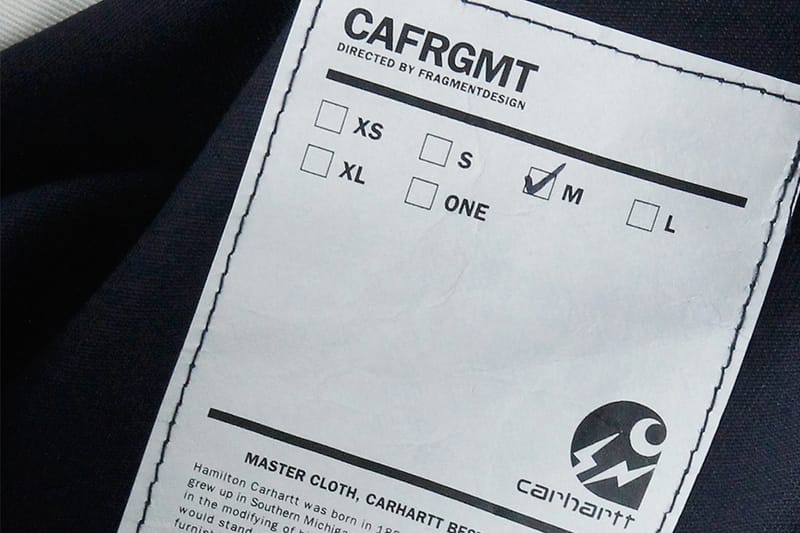 CAFRGMT
DIRECTED BY FRAGMENTDESIGN
XS S M L
XL ONE
carhartt
MASTER CLOTH, CARHARTT
Hamilton Carhartt was born in
grew up in Southern
in the modifying of
would stand